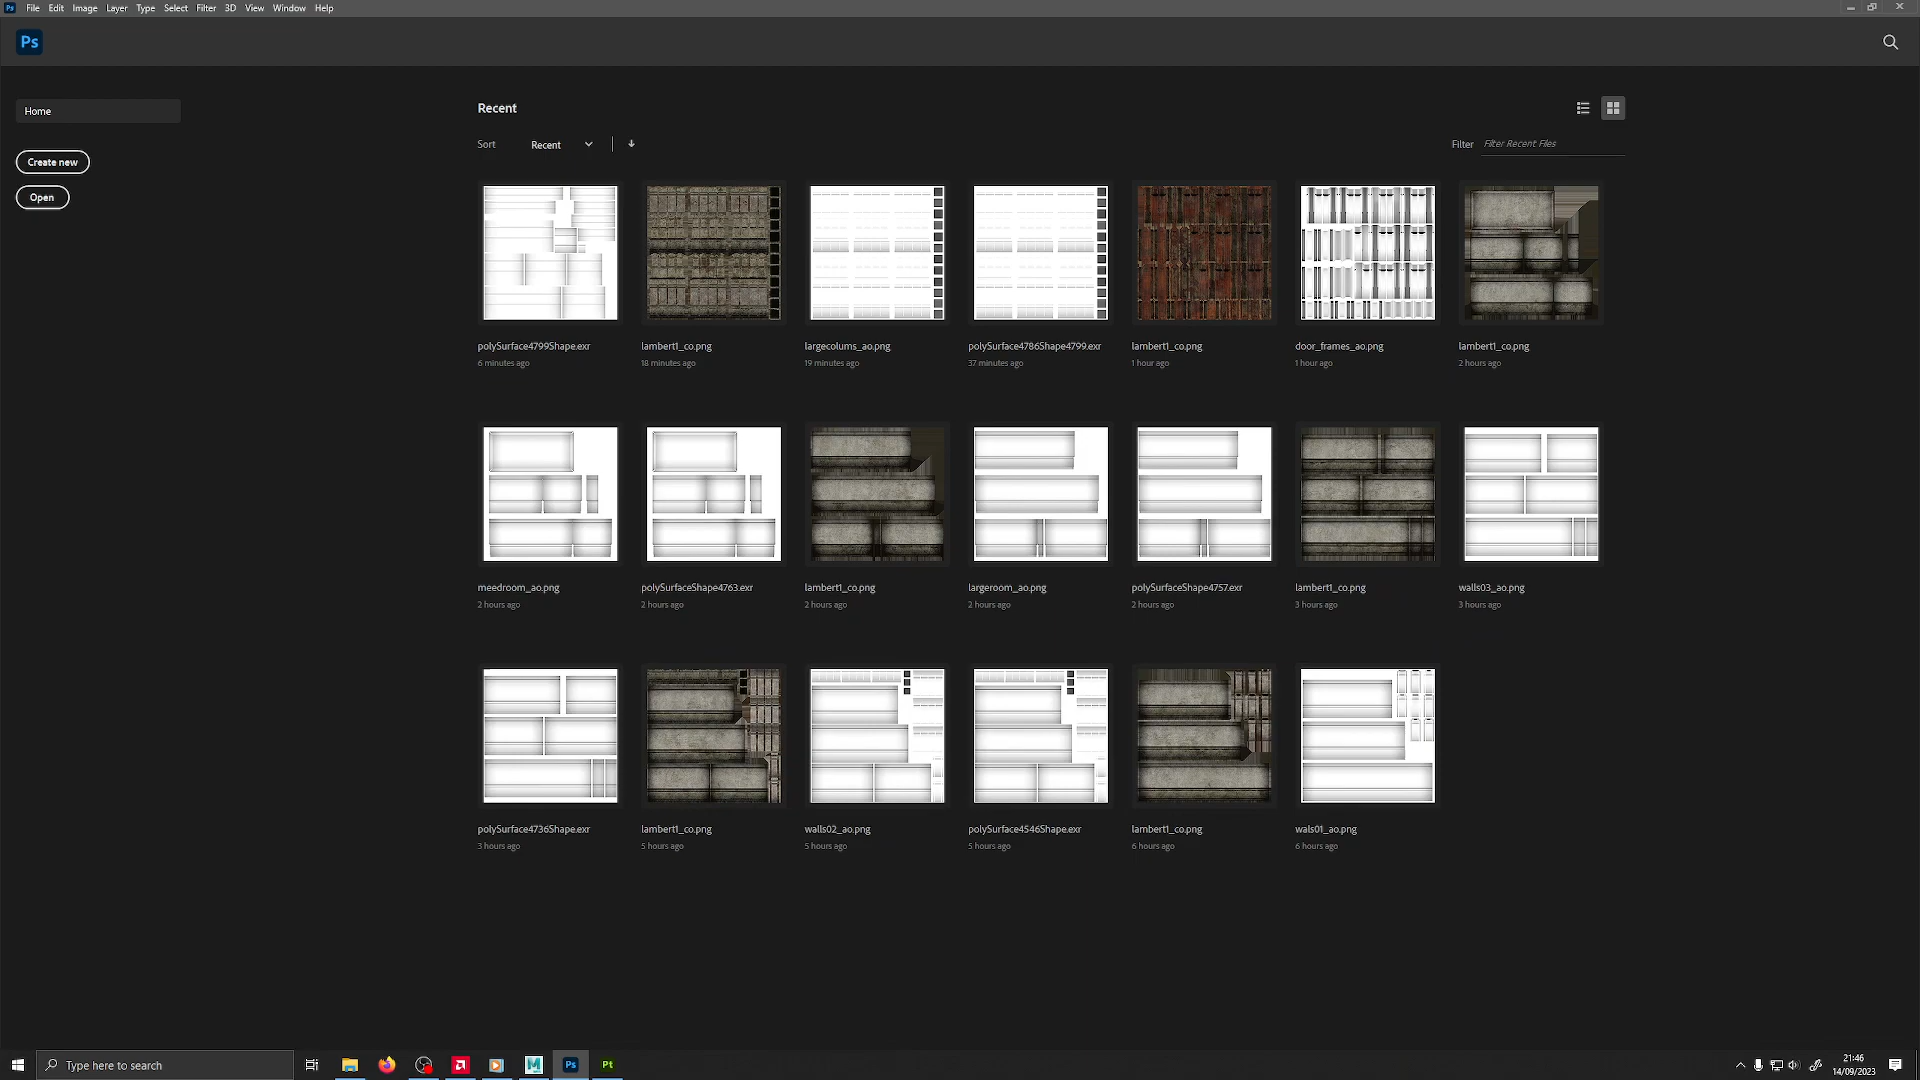 Ps File Edit Image Layer Type Select Filter 3D View Window Help
Ps
Home
Create new
Open
Recent
Sort Recent
Filter Filter Recent Files
polySurface4799Shape.exr lambert1_co.png largecolums_ao.png polySurface4786Shape4799.exr lambert1_co.png door_frames_ao.png lambert1_co.png
6 minutes ago 18 minutes ago 19 minutes ago 37 minutes ago 1 hour ago 1 hour ago 2 hours ago
meedroom_ao.png polySurfaceShape4763.exr lambert1_co.png largeroom_ao.png polySurfaceShape4757.exr lambert1_co.png walls03_ao.png
2 hours ago 2 hours ago 2 hours ago 2 hours ago 2 hours ago 3 hours ago 3 hours ago
polySurface4736Shape.exr lambert1_co.png walls02_ao.png polySurface4546Shape.exr lambert1_co.png wals01_ao.png
3 hours ago 5 hours ago 5 hours ago 5 hours ago 6 hours ago 6 hours ago
Type here to search
M Ps Pt
21:46
14/09/2023